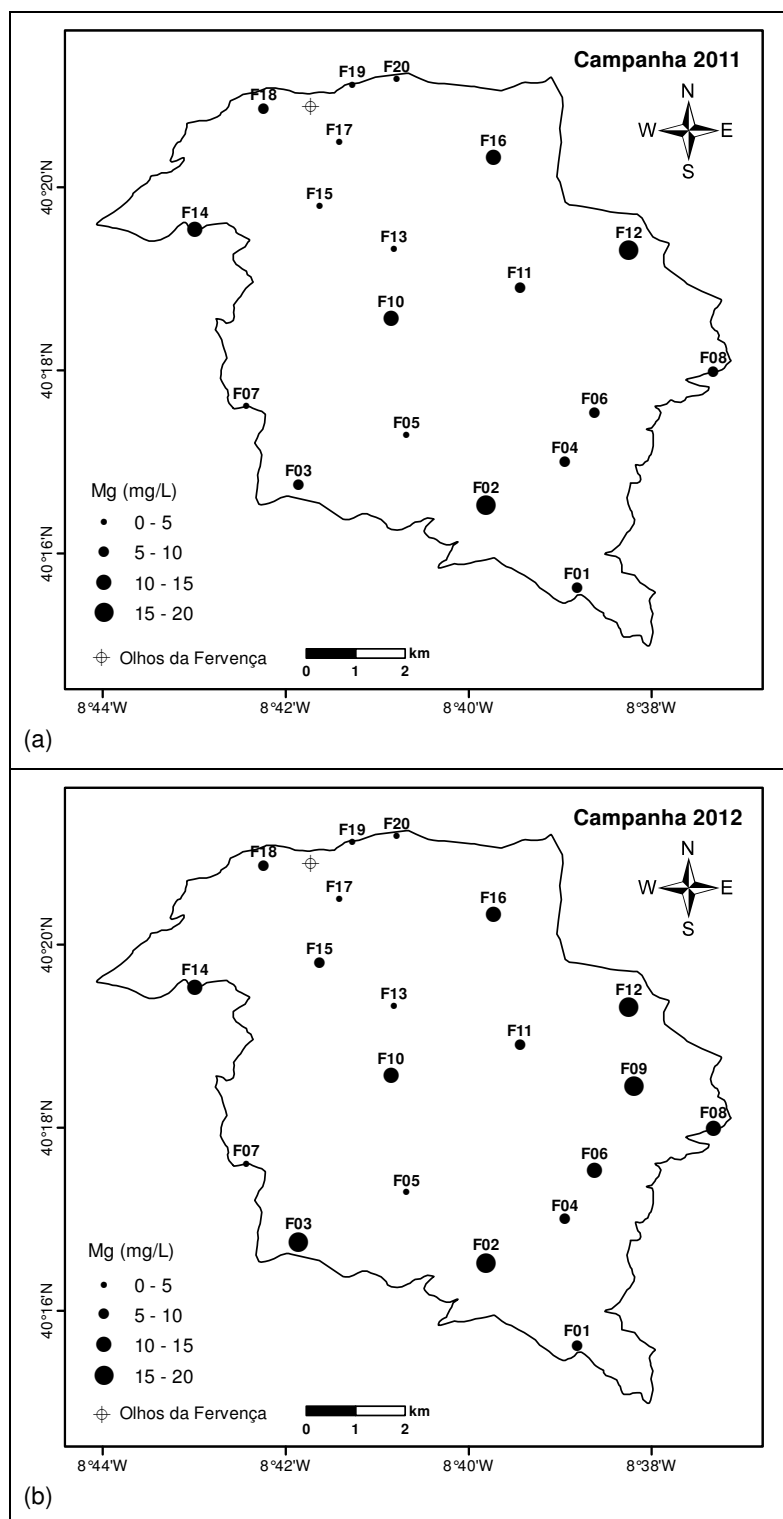 Campanha 2011
N
W E
S
F19 F20
F18
F17
F16
F15
F14
F13
F12
F11
F10
F08
F07
F06
F05
F04
F03
F02
F01
40°20'N
40°18'N
40°16'N
Mg (mg/L)
0 - 5
5 - 10
10 - 15
15 - 20
Olhos da Fervença
km
0 1 2
8°44'W 8°42'W 8°40'W 8°38'W
(a)
Campanha 2012
N
W E
S
F19 F20
F18
F17
F16
F15
F14
F13
F12
F11
F10
F09
F08
F07
F06
F05
F04
F03
F02
F01
40°20'N
40°18'N
40°16'N
Mg (mg/L)
0 - 5
5 - 10
10 - 15
15 - 20
Olhos da Fervença
km
0 1 2
8°44'W 8°42'W 8°40'W 8°38'W
(b)